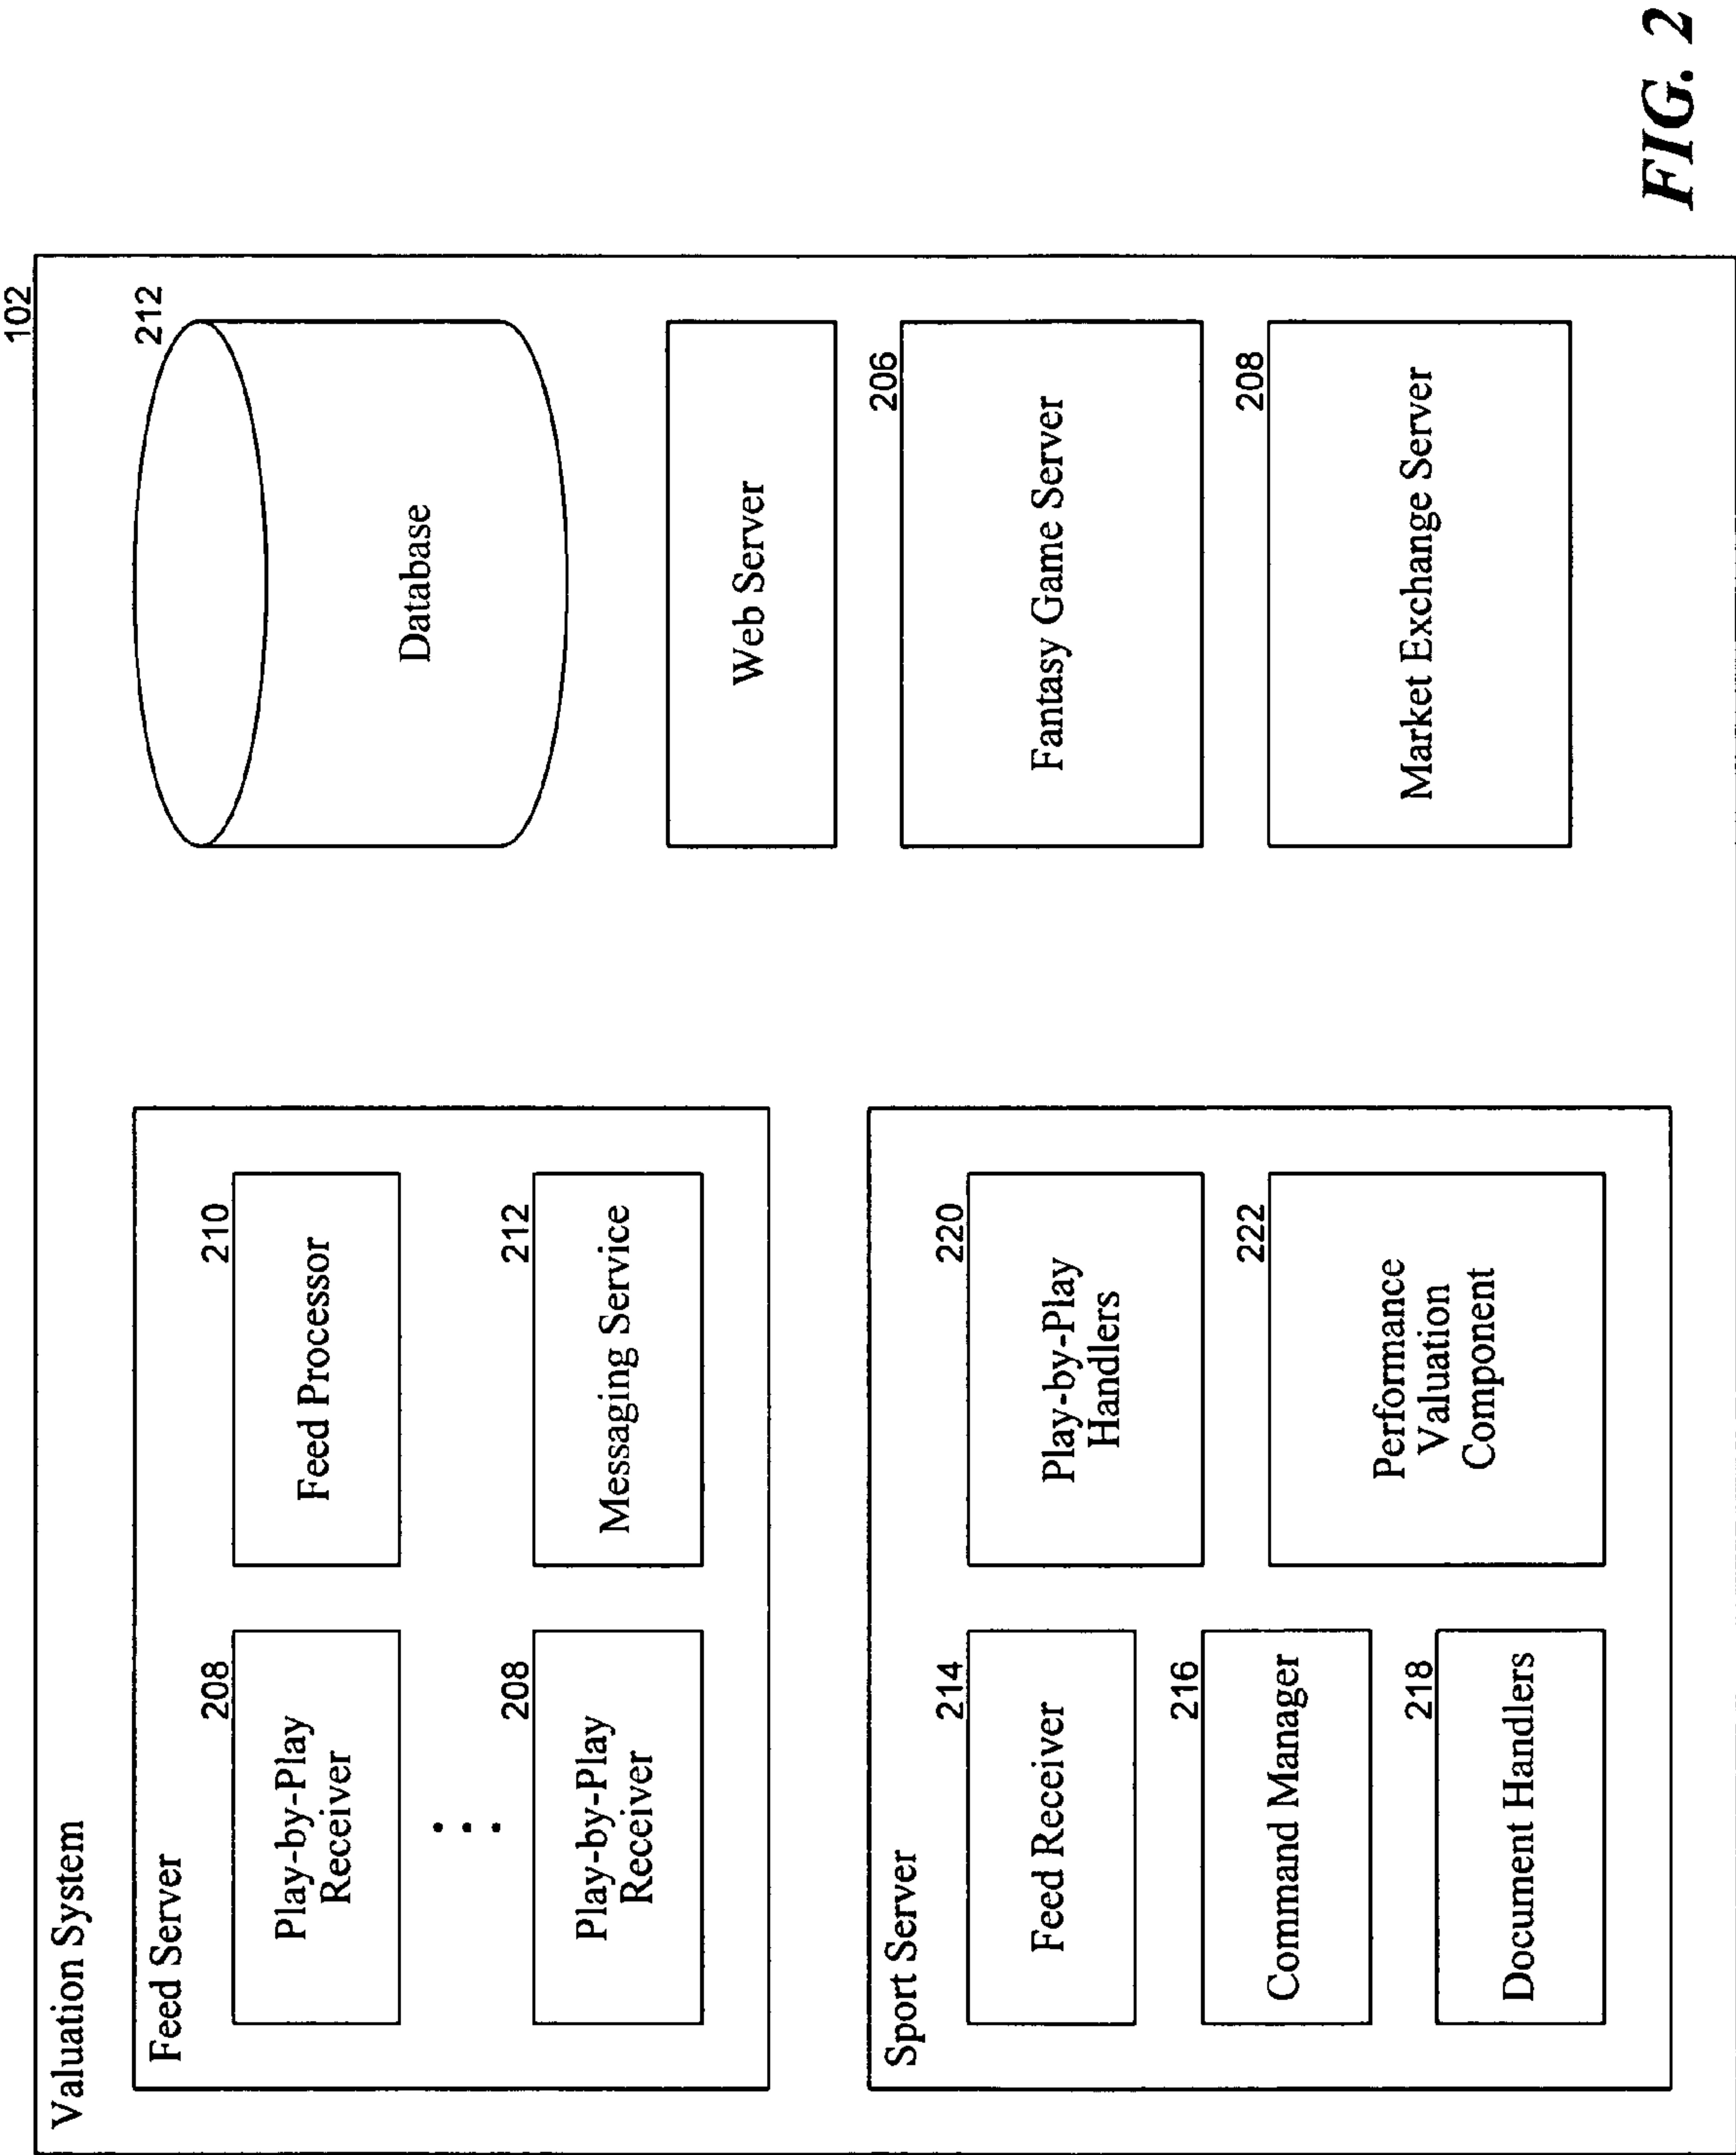 102
Valuation System
Feed Server
208
Play-by-Play
Receiver
208
Play-by-Play
Receiver
210
Feed Processor
212
Messaging Service
Sport Server
214
Feed Receiver
216
Command Manager
218
Document Handlers
220
Play-by-Play
Handlers
222
Performance
Valuation
Component
212
Database
Web Server
206
Fantasy Game Server
208
Market Exchange Server
FIG. 2